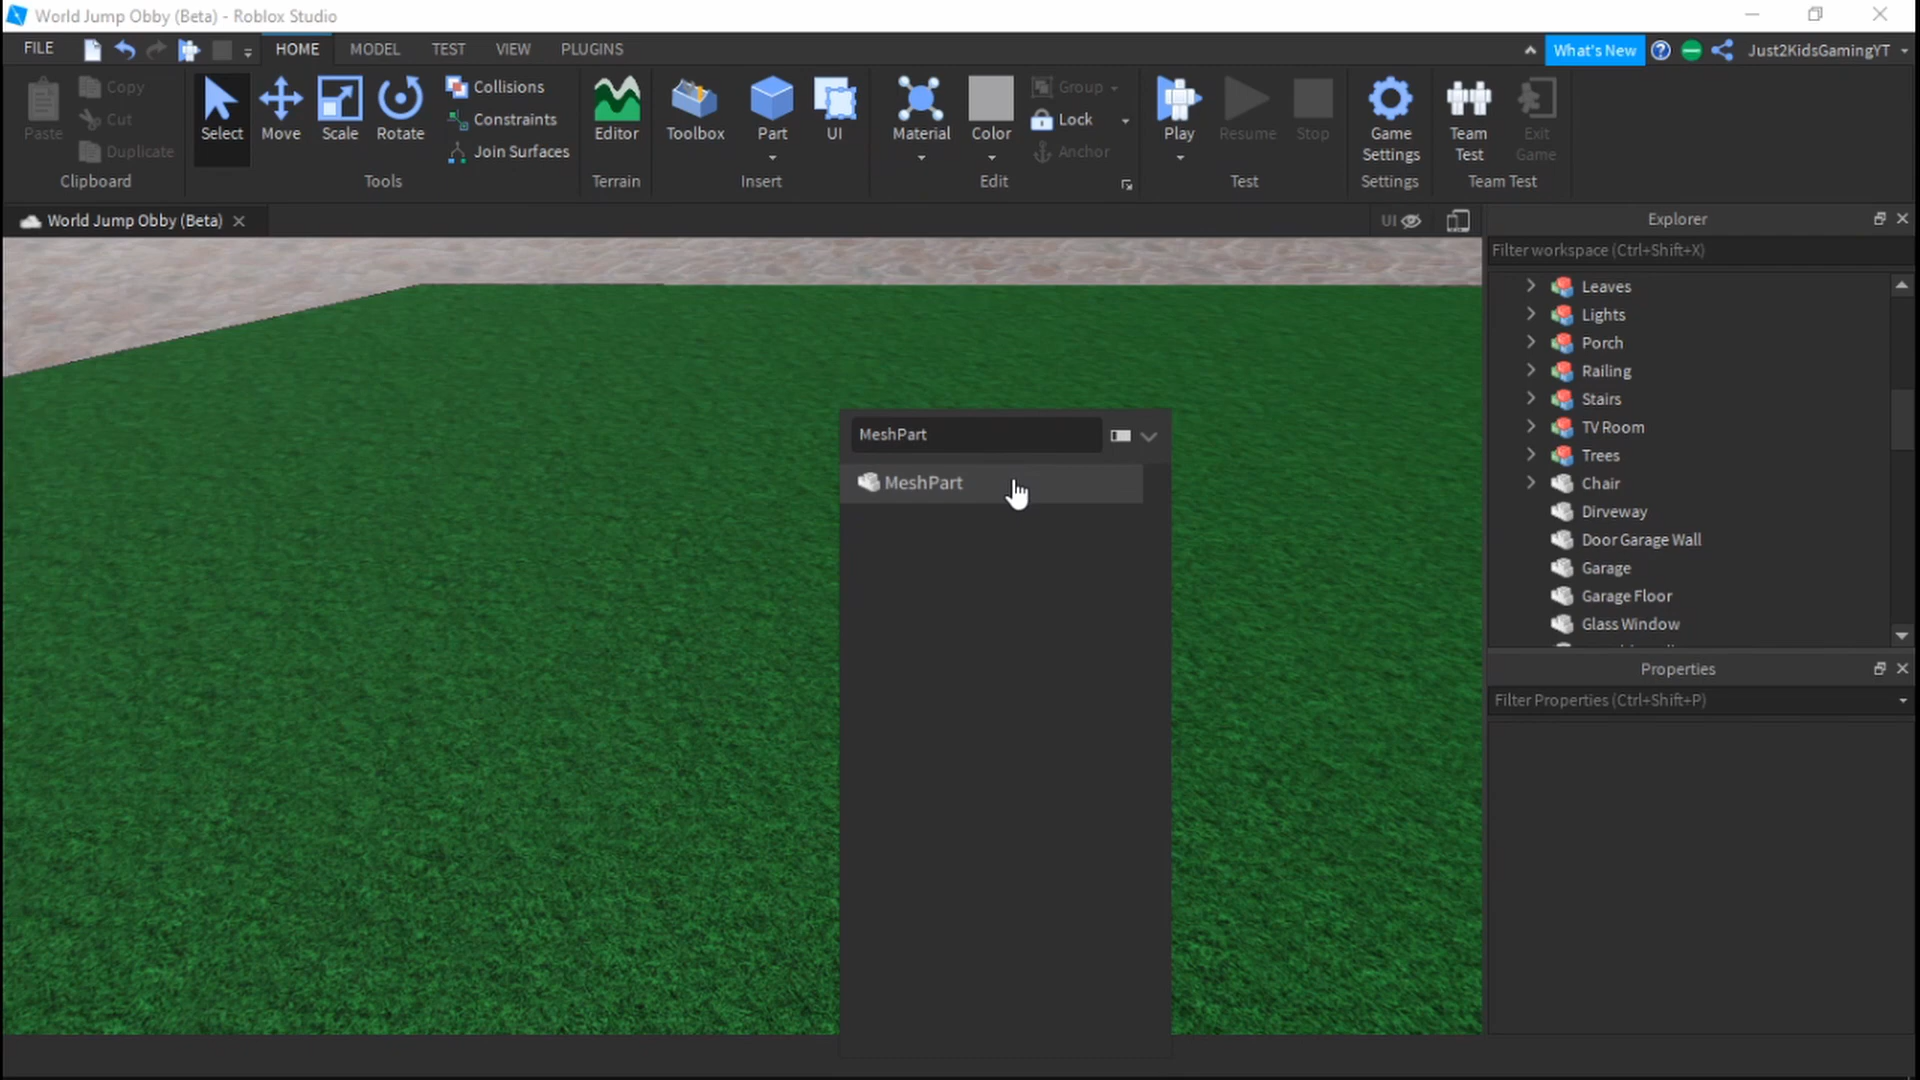 World Jump Obby (Beta) - Roblox Studio
FILE
HOME
MODEL
TEST
VIEW
PLUGINS
What's New
Just2KidsGamingYT
Paste
Copy
Cut
Duplicate
Clipboard
Select
Move
Scale
Rotate
Collisions
Constraints
Join Surfaces
Tools
Editor
Terrain
Toolbox
Part
UI
Insert
Material
Color
Group
Lock
Anchor
Edit
Play
Resume
Stop
Test
Game
Settings
Settings
Team
Test
Exit
Game
Team Test
World Jump Obby (Beta)
UI
Explorer
Filter workspace (Ctrl+Shift+X)
Leaves
Lights
Porch
Railing
Stairs
TV Room
Trees
Chair
Dirveway
Door Garage Wall
Garage
Garage Floor
Glass Window
Properties
Filter Properties (Ctrl+Shift+P)
MeshPart
MeshPart